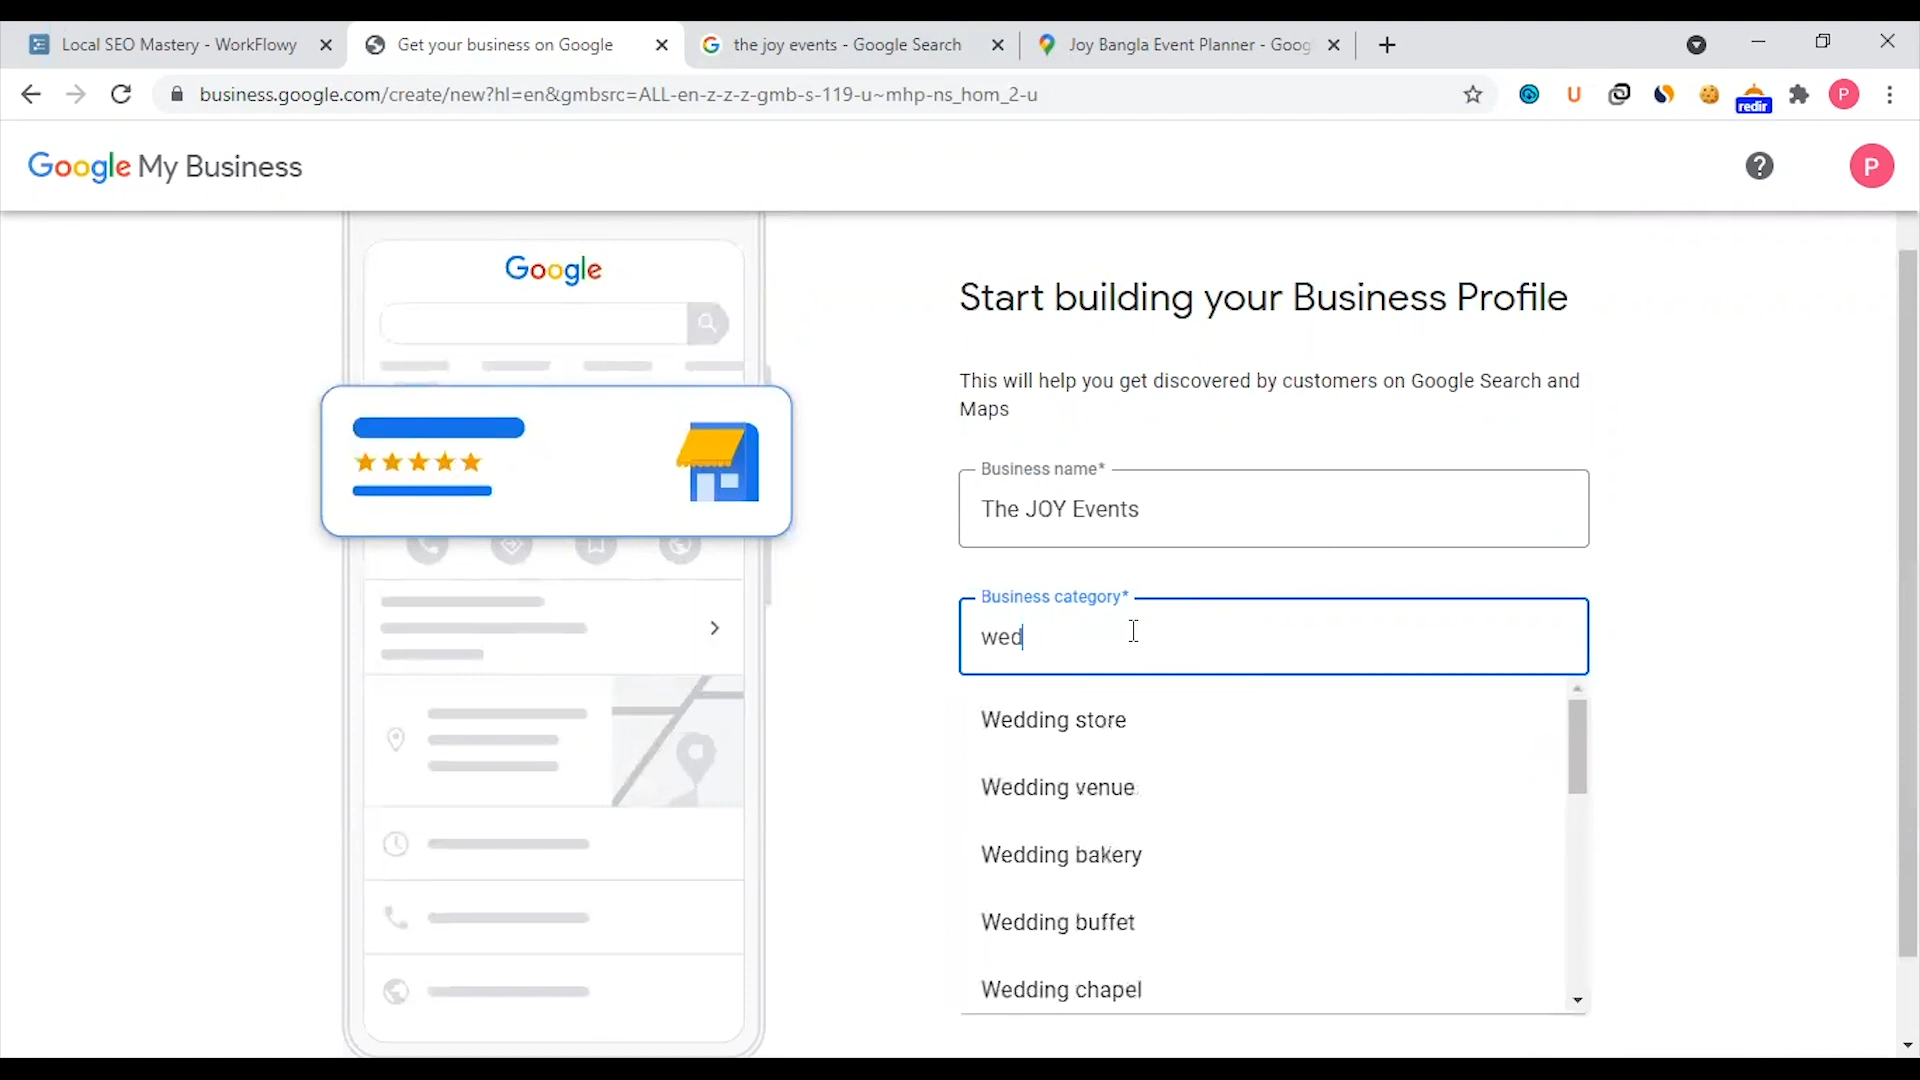 Local SEO Mastery - WorkFlowy
Get your business on Google
the joy events - Google Search
Joy Bangla Event Planner - Goog
business.google.com/create/new?hl=en&gmbsrc=ALL-en-z-z-z-gmb-s-119-u~mhp-ns_hom_2-u
U
redir
P
Google My Business
?
P
Google
Start building your Business Profile
This will help you get discovered by customers on Google Search and
Maps
Business name*
The JOY Events
Business category*
wed
Wedding store
Wedding venue
Wedding bakery
Wedding buffet
Wedding chapel